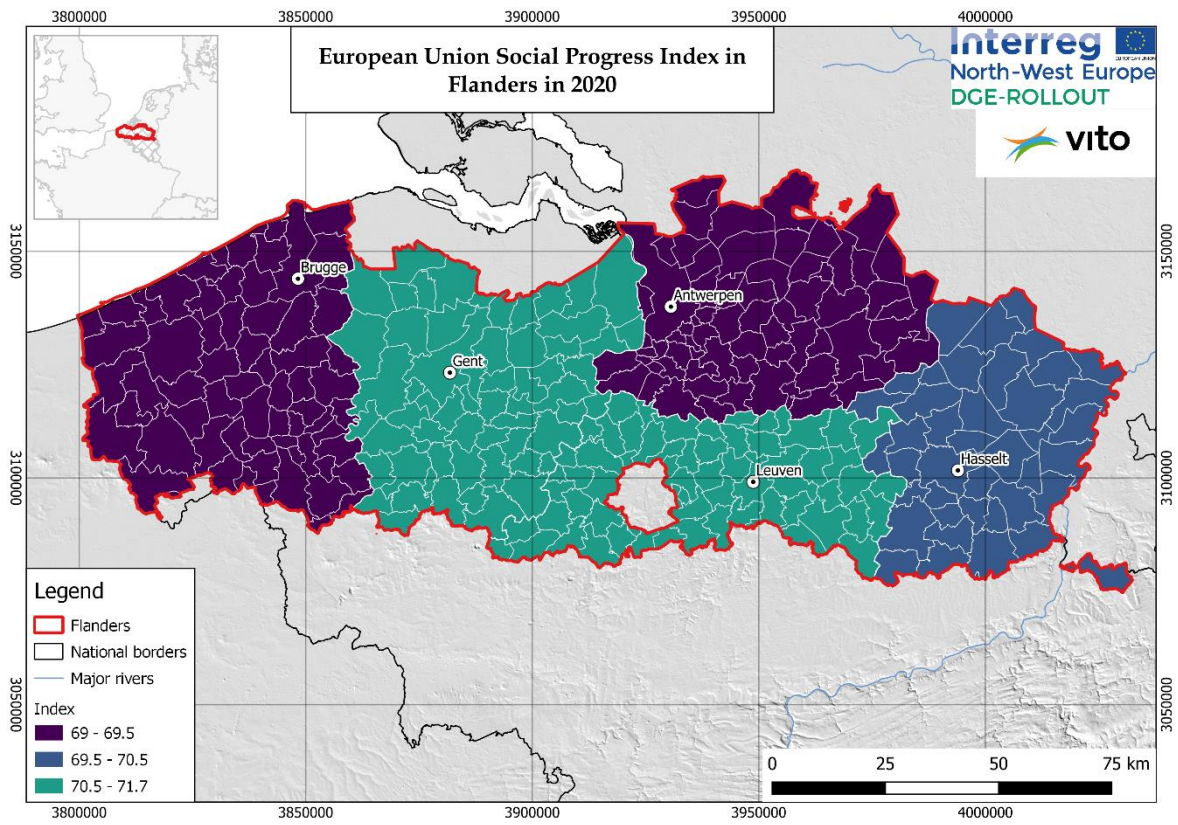 3800000 3850000 3900000 3950000 4000000
European Union Social Progress Index in
Flanders in 2020
Interreg
EUROPEAN UNION
North-West Europe
DGE-ROLLOUT
vito
3150000 3150000
Brugge
Antwerpen
Gent
3100000 3100000
Leuven
Hasselt
Legend
Flanders
National borders
Major rivers
Index
69 - 69.5
69.5 - 70.5
70.5 - 71.7
3050000 3050000
0 25 50 75 km
3800000 3850000 3900000 3950000 4000000